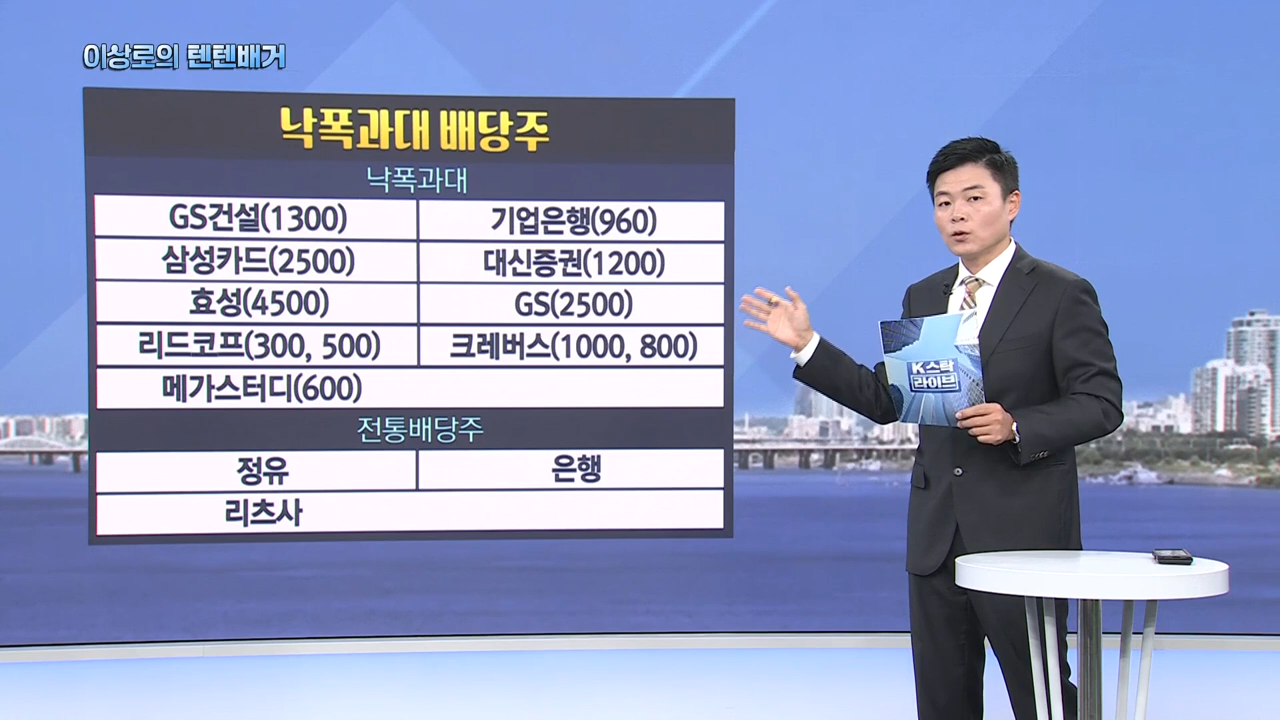 이상로의 텐텐배거
낙폭과대 배당주
낙폭과대
GS건설(1300) 기업은행(960)
삼성카드(2500) 대신증권(1200)
효성(4500) GS(2500)
리드코프(300, 500) 크레버스(1000, 800)
메가스터디(600)
전통배당주
정유 은행
리츠사
K스탁
라이브